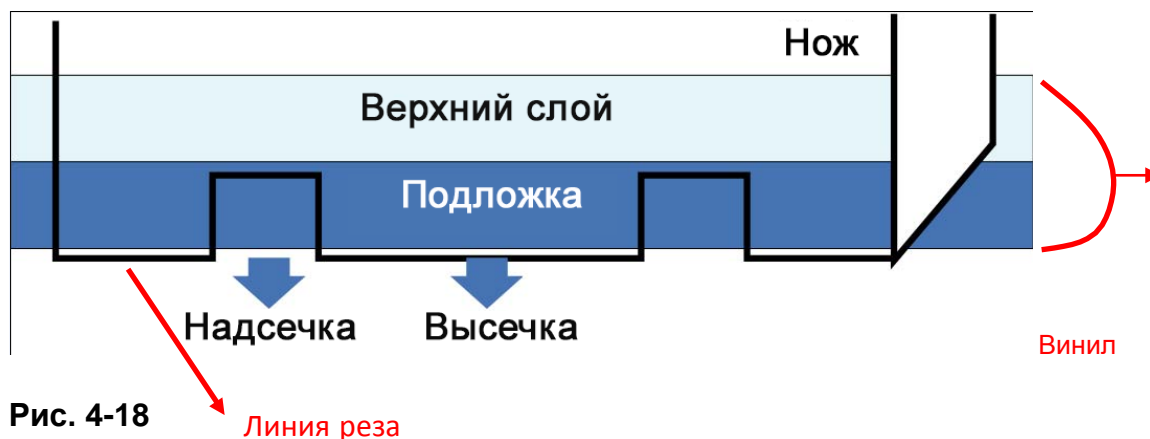 Нож
Верхний слой
Подложка
Надсечка
Высечка
Винил
Рис. 4-18
Линия реза